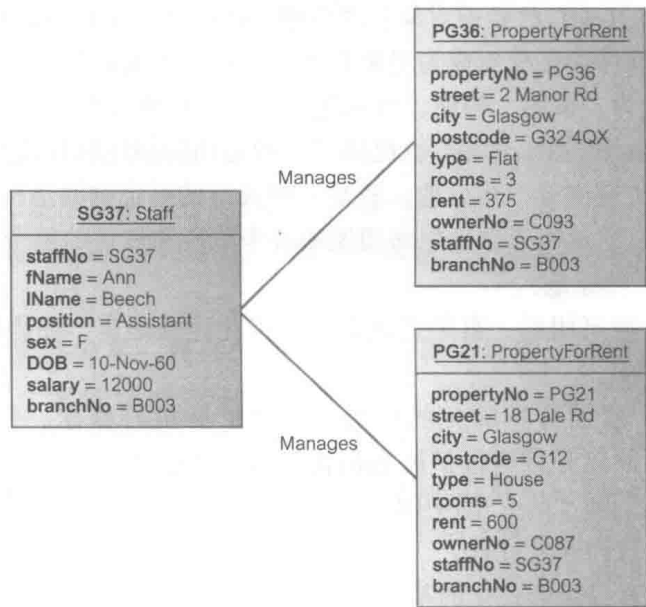 PG36: PropertyForRent
propertyNo = PG36
street = 2 Manor Rd
city = Glasgow
postcode = G32 4QX
type = Flat
rooms = 3
rent = 375
ownerNo = C093
staffNo = SG37
branchNo = B003
Manages
SG37: Staff
staffNo = SG37
fName = Ann
lName = Beech
position = Assistant
sex = F
DOB = 10-Nov-60
salary = 12000
branchNo = B003
Manages
PG21: PropertyForRent
propertyNo = PG21
street = 18 Dale Rd
city = Glasgow
postcode = G12
type = House
rooms = 5
rent = 600
ownerNo = C087
staffNo = SG37
branchNo = B003